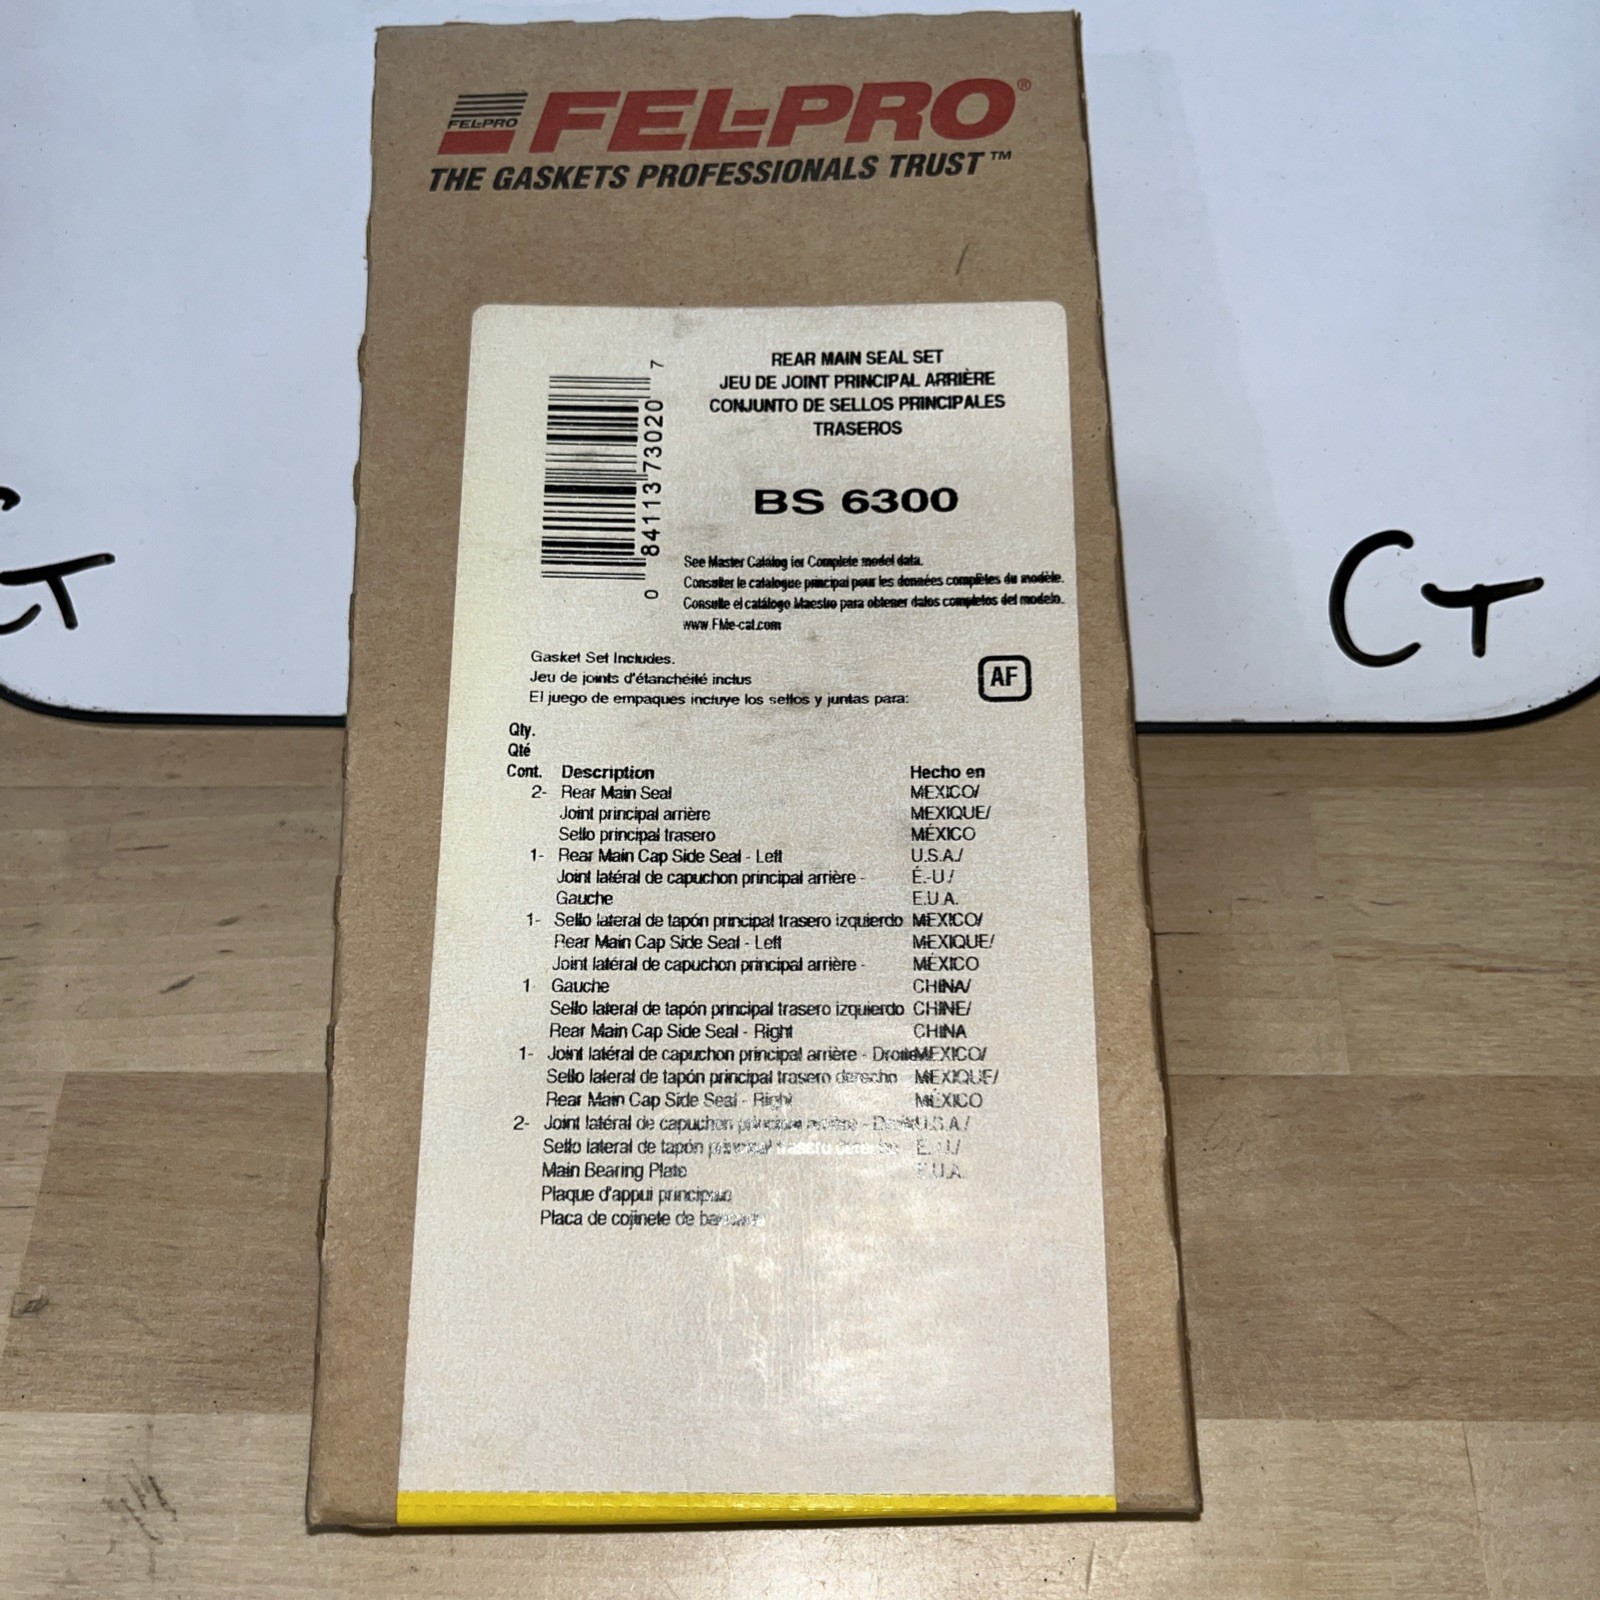 FEL-PRO
FEL-PRO®
THE GASKETS PROFESSIONALS TRUST™
REAR MAIN SEAL SET
JEU DE JOINT PRINCIPAL ARRIÈRE
CONJUNTO DE SELLOS PRINCIPALES
TRASEROS
0 84113 73020 7
BS 6300
See Master Catalog for Complete model data.
Consulter le catalogue principal pour les données complètes du modèle.
Consulte el catálogo Maestro para obtener datos completos del modelo.
www.FMe-cat.com
Gasket Set Includes.
Jeu de joints d'étanchéité inclus
El juego de empaques incluye los sellos y juntas para:
AF
Qty.
Qté
Cont. Description Hecho en
2- Rear Main Seal MEXICO/
Joint principal arrière MEXIQUE/
Sello principal trasero MÉXICO
1- Rear Main Cap Side Seal - Left U.S.A./
Joint latéral de capuchon principal arrière - É.-U./
Gauche E.U.A.
1- Sello lateral de tapón principal trasero izquierdo MEXICO/
Rear Main Cap Side Seal - Left MEXIQUE/
Joint latéral de capuchon principal arrière - MÉXICO
1 Gauche CHINA/
Sello lateral de tapón principal trasero izquierdo CHINE/
Rear Main Cap Side Seal - Right CHINA
1- Joint latéral de capuchon principal arrière - Droite MEXICO/
Sello lateral de tapón principal trasero derecho MEXIQUE/
Rear Main Cap Side Seal - Right MÉXICO
2- Joint latéral de capuchon principal arrière - Droite U.S.A./
Sello lateral de tapón principal trasero
Main Bearing Plate E.U.A.
Plaque d'appui principale
Placa de cojinete de
CT
CT